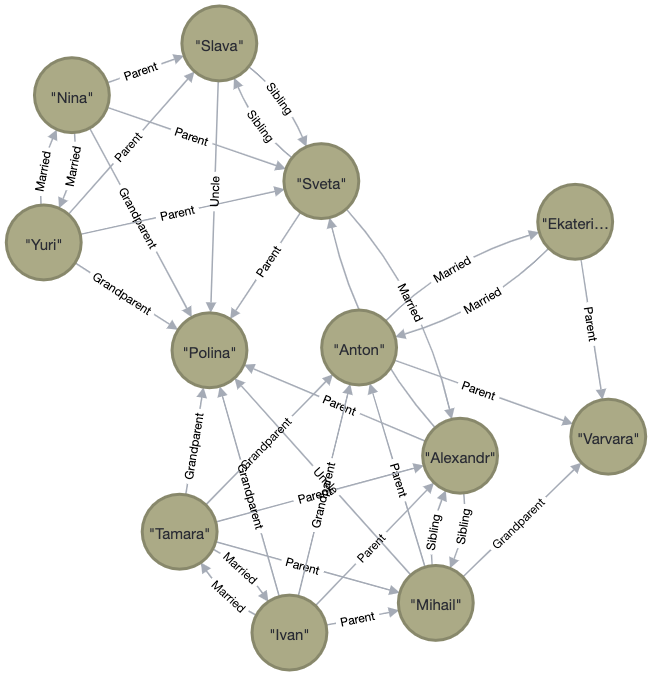 "Slava"
"Nina"
Parent
Sibling
Sibling
Parent
Parent
Married
Married
"Sveta"
Grandparent
Uncle
Parent
"Yuri"
"Ekateri...
Parent
Married
Married
Married
Grandparent
Parent
"Polina"
"Anton"
Parent
Parent
Grandparent
Grandparent
"Varvara"
"Alexandr"
Grandparent
Grandparent
Parent
Parent
"Tamara"
Sibling
Sibling
Grandparent
Parent
Married
Married
Parent
"Mihail"
Parent
"Ivan"